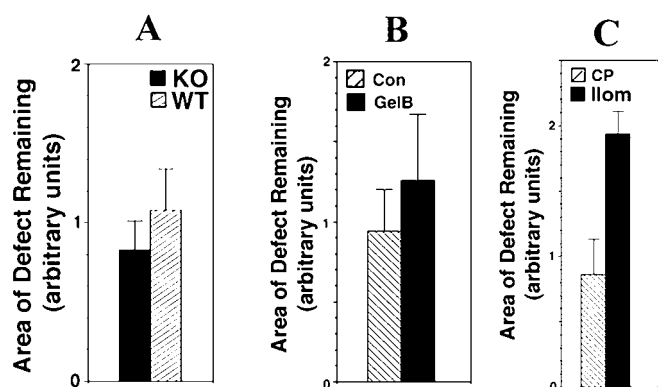 A
Area of Defect Remaining
(arbitrary units)
2
1
0
KO
WT
B
Area of Defect Remaining
(arbitrary units)
2
1
0
Con
GelB
C
Area of Defect Remaining
(arbitrary units)
2
1
0
CP
Ilom